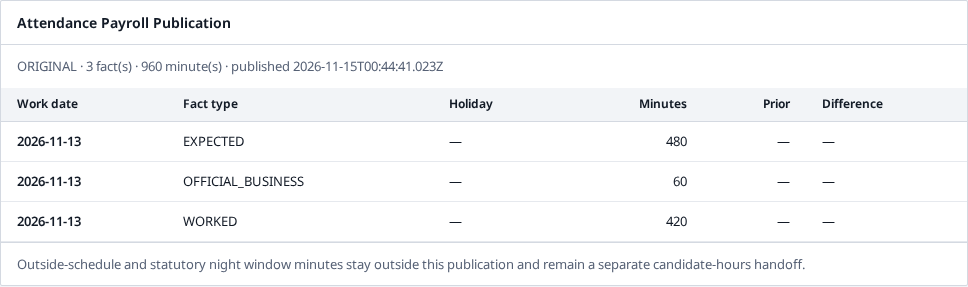 Attendance Payroll Publication
ORIGINAL · 3 fact(s) · 960 minute(s) · published 2026-11-15T00:44:41.023Z
Work date Fact type Holiday Minutes Prior Difference
2026-11-13 EXPECTED — 480 — —
2026-11-13 OFFICIAL_BUSINESS — 60 — —
2026-11-13 WORKED — 420 — —
Outside-schedule and statutory night window minutes stay outside this publication and remain a separate candidate-hours handoff.